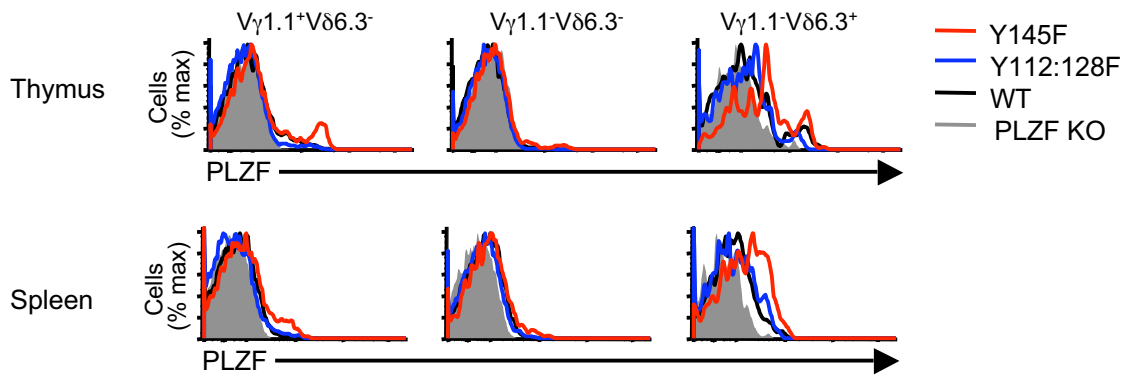 Vγ1.1⁺Vδ6.3⁻
Vγ1.1⁻Vδ6.3⁻
Vγ1.1⁻Vδ6.3⁺
Y145F
Y112:128F
WT
PLZF KO
Thymus
Cells
(% max)
PLZF
Spleen
Cells
(% max)
PLZF